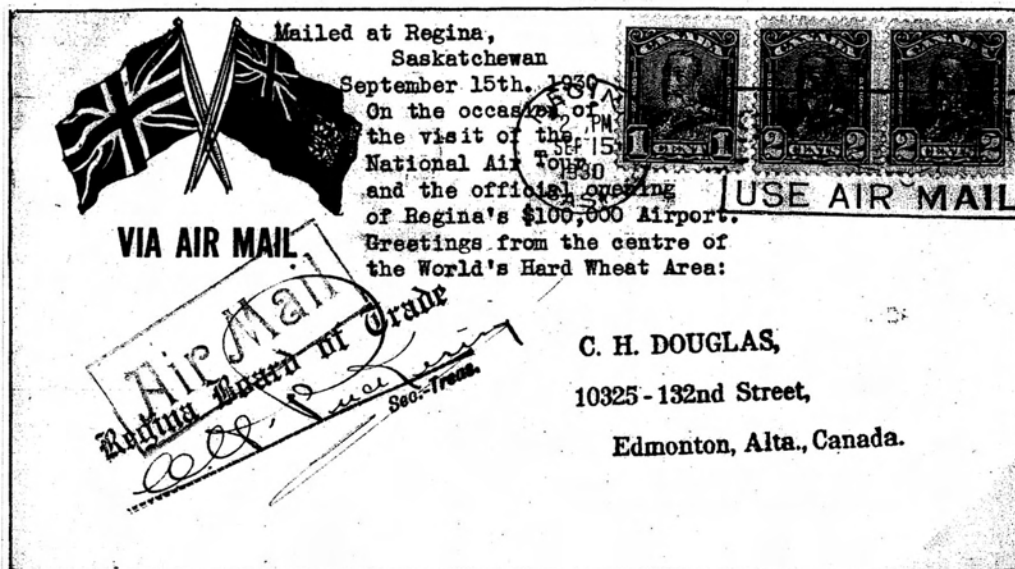 Mailed at Regina,
Saskatchewan
September 15th. 1930
On the occasion of
the visit of the
National Air Tour
and the official opening
of Regina's $100,000 Airport.
Greetings from the centre of
the World's Hard Wheat Area:
VIA AIR MAIL
CANADA
1 CENT 1
CANADA
2 CENTS 2
CANADA
2 CENTS 2
REGINA
PM
SEP 15
1930
SASK
USE AIR MAIL
Air Mail
Regina Board of Trade
Sec.-Treas.
C. H. DOUGLAS,
10325-132nd Street,
Edmonton, Alta., Canada.